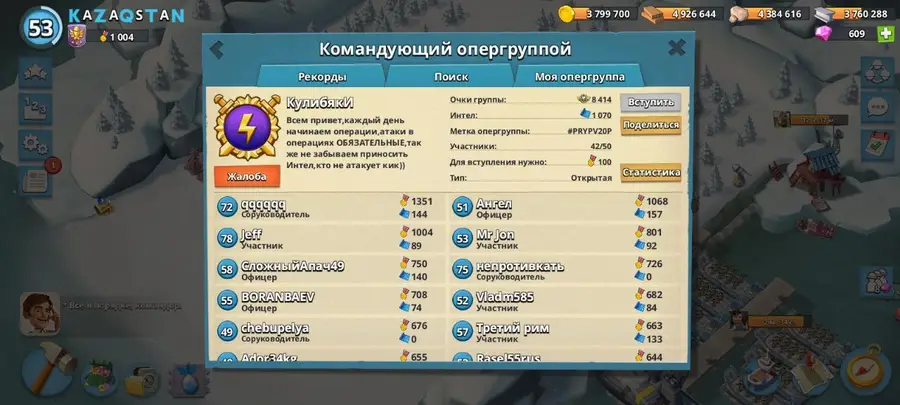 53
KAZAQSTAN
1 004
3 799 700
4 926 644
4 384 616
3 760 288
609
Командующий опергруппой
Рекорды
Поиск
Моя опергруппа
КулибякИ
Всем привет,каждый день
начинаем операции,атаки в
операциях ОБЯЗАТЕЛЬНЫЕ,так
же не забываем приносить
Интел,кто не атакует кик))
Жалоба
Очки группы: 8 414
Интел: 1 070
Метка опергруппы: #PRYPV20P
Участники: 42/50
Для вступления нужно: 100
Тип: Открытая
Вступить
Поделиться
Статистика
72 qqqqqq 1351
Соруководитель 144
51 Ангел 1068
Офицер 157
78 Jeff 1004
Участник 89
53 Mr Jon 801
Участник 92
58 СложныйАпач49 750
Офицер 140
75 непротивкать 726
Соруководитель 0
55 BORANBAEV 708
Офицер 74
52 Vladm585 682
Участник 84
49 chebupelya 676
Соруководитель 0
57 Третий рим 663
Участник 133
Ador34kg 655
Rasel55rus 644
1